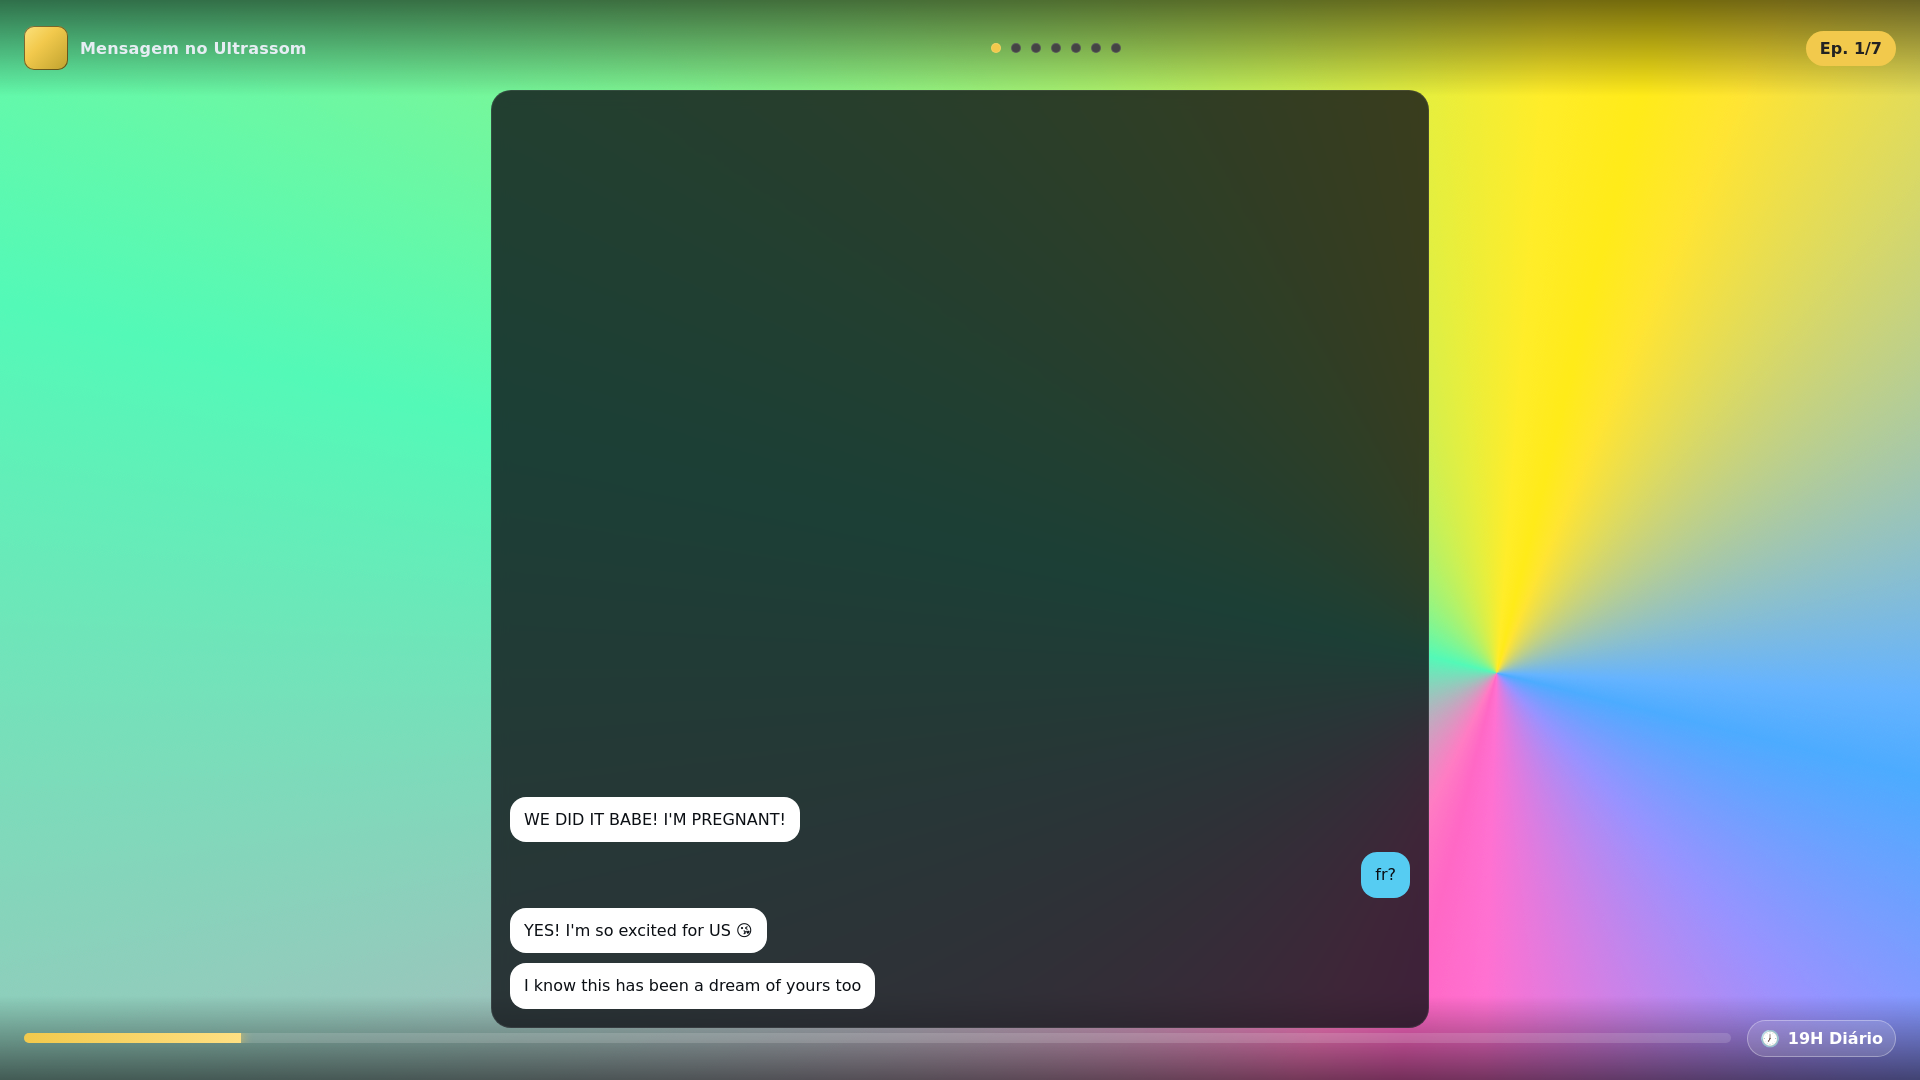 Mensagem no Ultrassom
Ep. 1/7
WE DID IT BABE! I'M PREGNANT!
fr?
YES! I'm so excited for US 😘
I know this has been a dream of yours too
🕖 19H Diário